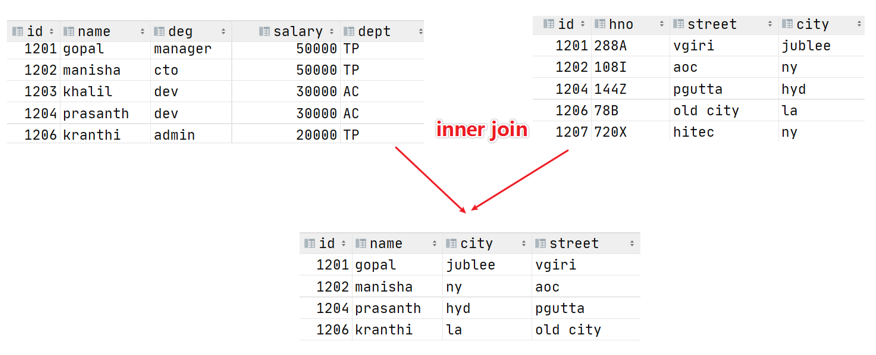 id name deg salary dept
1201 gopal manager 50000 TP
1202 manisha cto 50000 TP
1203 khalil dev 30000 AC
1204 prasanth dev 30000 AC
1206 kranthi admin 20000 TP
id hno street city
1201 288A vgiri jublee
1202 108I aoc ny
1204 144Z pgutta hyd
1206 78B old city la
1207 720X hitec ny
inner join
id name city street
1201 gopal jublee vgiri
1202 manisha ny aoc
1204 prasanth hyd pgutta
1206 kranthi la old city